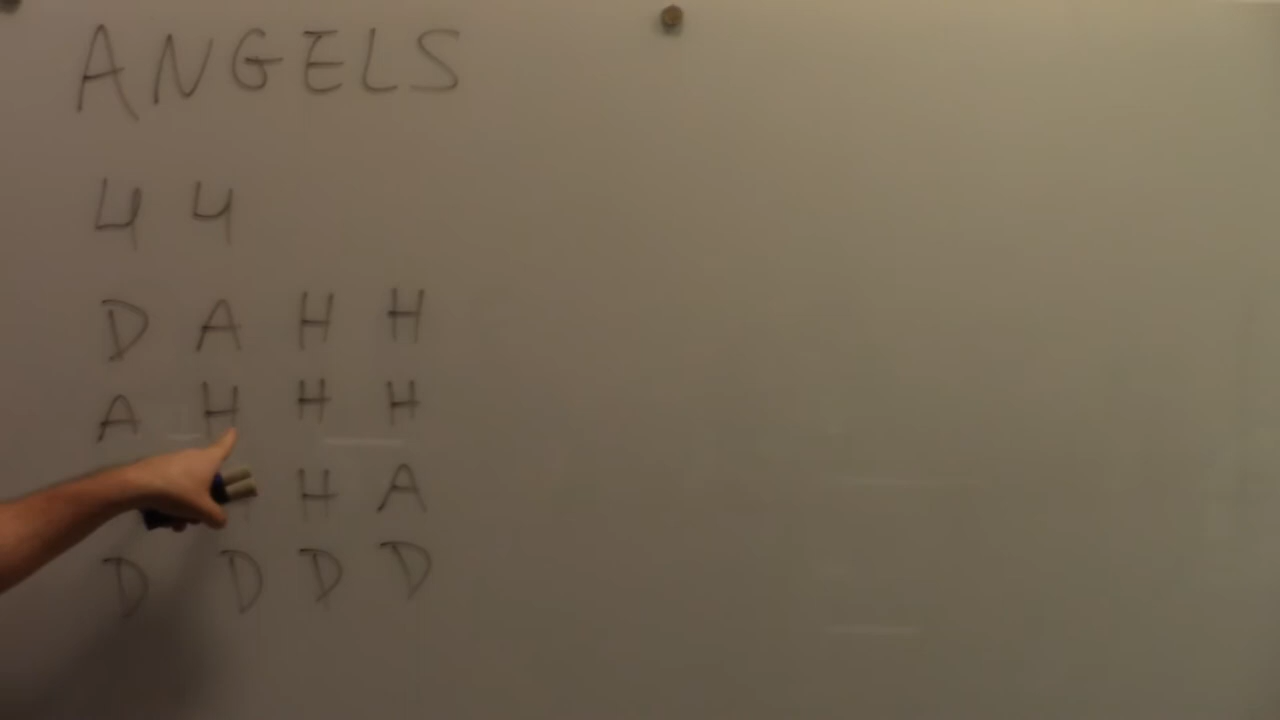 ANGELS
4 4
D A H H
A H H H
H A
D D D D